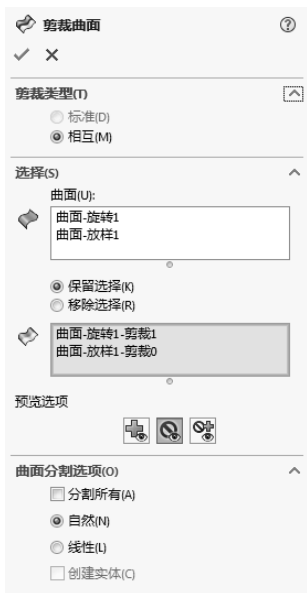 剪裁曲面
剪裁类型(T)
标准(D)
相互(M)
选择(S)
曲面(U):
曲面-旋转1
曲面-放样1
保留选择(K)
移除选择(R)
曲面-旋转1-剪裁1
曲面-放样1-剪裁0
预览选项
曲面分割选项(O)
分割所有(A)
自然(N)
线性(L)
创建实体(C)